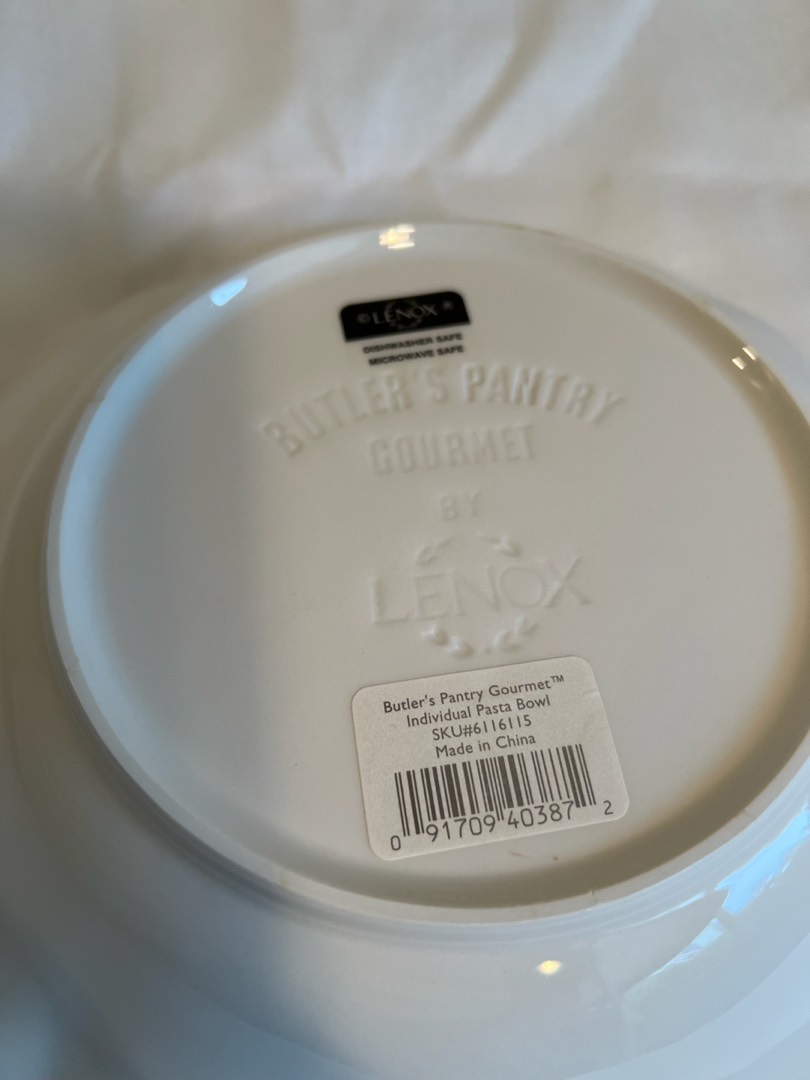 © LENOX ®
DISHWASHER SAFE
MICROWAVE SAFE
BUTLER'S PANTRY
GOURMET
BY
LENOX
Butler's Pantry Gourmet™
Individual Pasta Bowl
SKU#6116115
Made in China
0 91709 40387 2